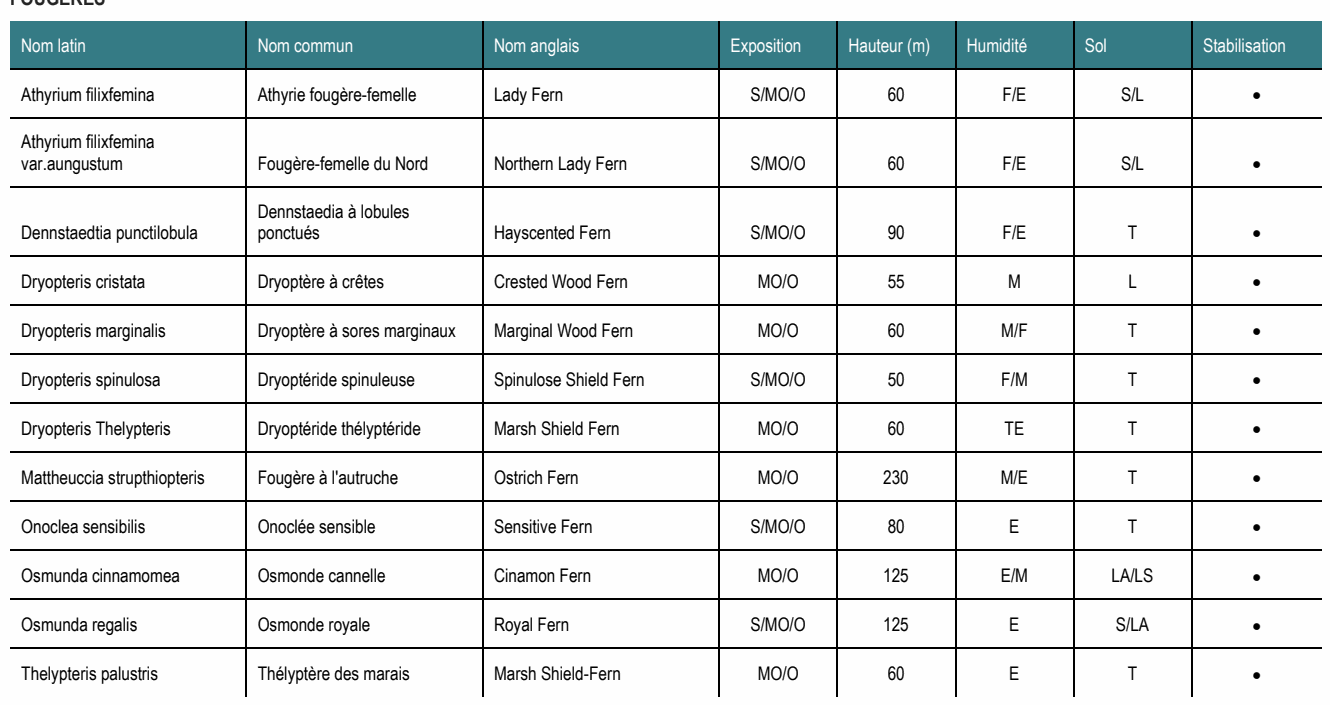 FOUGÈRES
Nom latin Nom commun Nom anglais Exposition Hauteur (m) Humidité Sol Stabilisation
Athyrium filixfemina Athyrie fougère-femelle Lady Fern S/MO/O 60 F/E S/L •
Athyrium filixfemina
var.aungustum Fougère-femelle du Nord Northern Lady Fern S/MO/O 60 F/E S/L •
Dennstaedia à lobules
Dennstaedtia punctilobula ponctués Hayscented Fern S/MO/O 90 F/E T •
Dryopteris cristata Dryoptère à crêtes Crested Wood Fern MO/O 55 M L •
Dryopteris marginalis Dryoptère à sores marginaux Marginal Wood Fern MO/O 60 M/F T •
Dryopteris spinulosa Dryoptéride spinuleuse Spinulose Shield Fern S/MO/O 50 F/M T •
Dryopteris Thelypteris Dryoptéride thélyptéride Marsh Shield Fern MO/O 60 TE T •
Mattheuccia strupthiopteris Fougère à l'autruche Ostrich Fern MO/O 230 M/E T •
Onoclea sensibilis Onoclée sensible Sensitive Fern S/MO/O 80 E T •
Osmunda cinnamomea Osmonde cannelle Cinamon Fern MO/O 125 E/M LA/LS •
Osmunda regalis Osmonde royale Royal Fern S/MO/O 125 E S/LA •
Thelypteris palustris Thélyptère des marais Marsh Shield-Fern MO/O 60 E T •